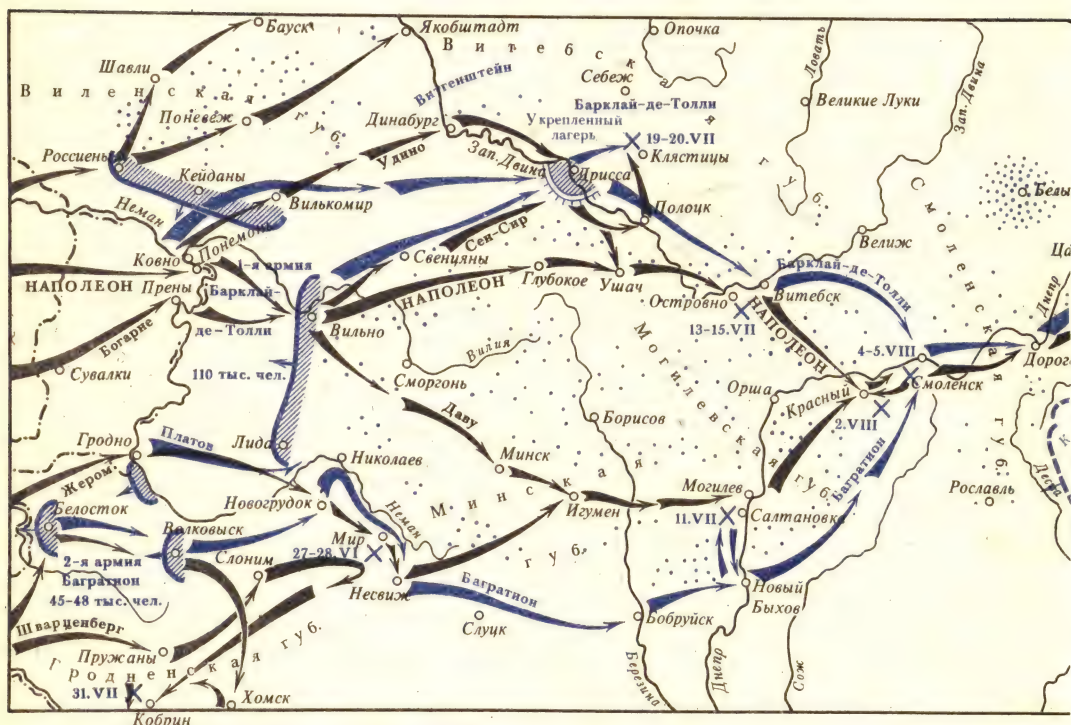 Бауск
Якобштадт
Опочка
Витебская
губ.
Себеж
Ловать
Зап. Двина
Шавли
Виленская
губ.
Поневеж
Витгенштейн
Динабург
Барклай-де-Толли
Укрепленный
лагерь
19-20.VII
Клястицы
Великие Луки
Россиены
Кейданы
Удино
Зап. Двина
Дрисса
Смоленская
губ.
Неман
Вилькомир
Полоцк
Понемонь
Сен-Сир
Велиж
Ковно
1-я армия
Свенцяны
НАПОЛЕОН
Барклай-
де-Толли
НАПОЛЕОН
Глубокое
Ушач
Островно
Витебск
Барклай-де-Толли
Днепр
Прены
Богарне
Вильно
13-15.VII
НАПОЛЕОН
4-5.VIII
Вилия
Могилевская
губ.
Сувалки
110 тыс. чел.
Сморгонь
Орша
Красный
Смоленск
2.VIII
Даву
Борисов
Гродно
Платов
Лида
Николаев
Минск
Багратион
Жером
Новогрудок
Неман
Минская
губ.
Игумен
Могилев
Рославль
Десна
Белосток
Волковыск
Мир
11.VII
Салтановка
2-я армия
Багратион
45-48 тыс. чел.
Слоним
27-28.VI
Несвиж
Багратион
Новый
Быхов
Шварценберг
Слуцк
Бобруйск
Пружаны
Гродненская губ.
31.VII
Кобрин
Хомск
Березина
Днепр
Сож